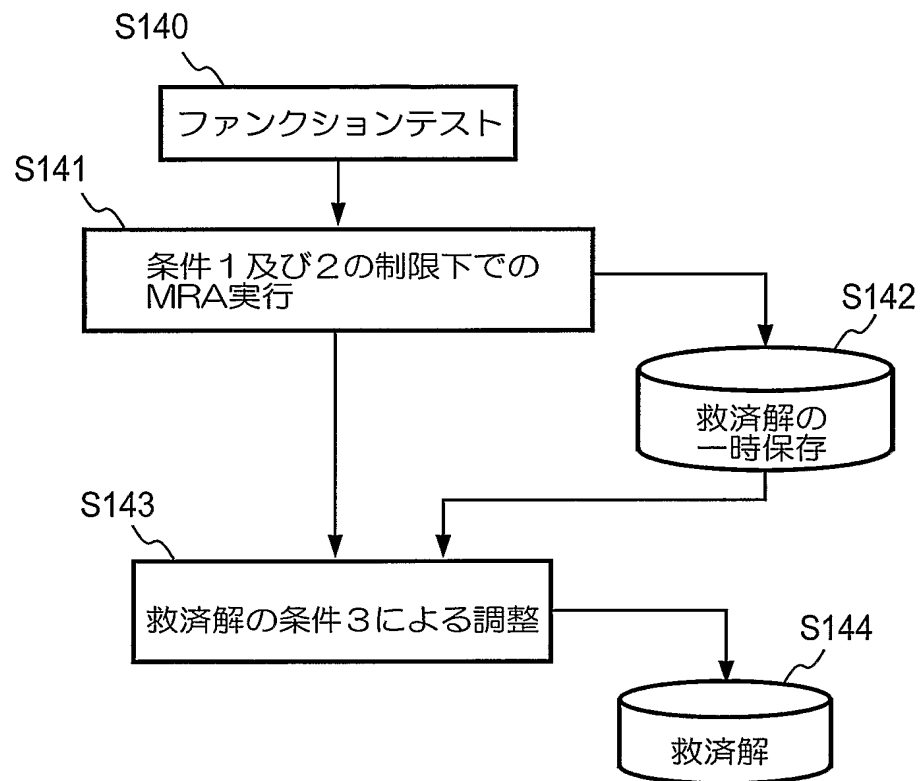 S140
ファンクションテスト
S141
条件１及び２の制限下での
MRA実行
S142
救済解の
一時保存
S143
救済解の条件３による調整
S144
救済解